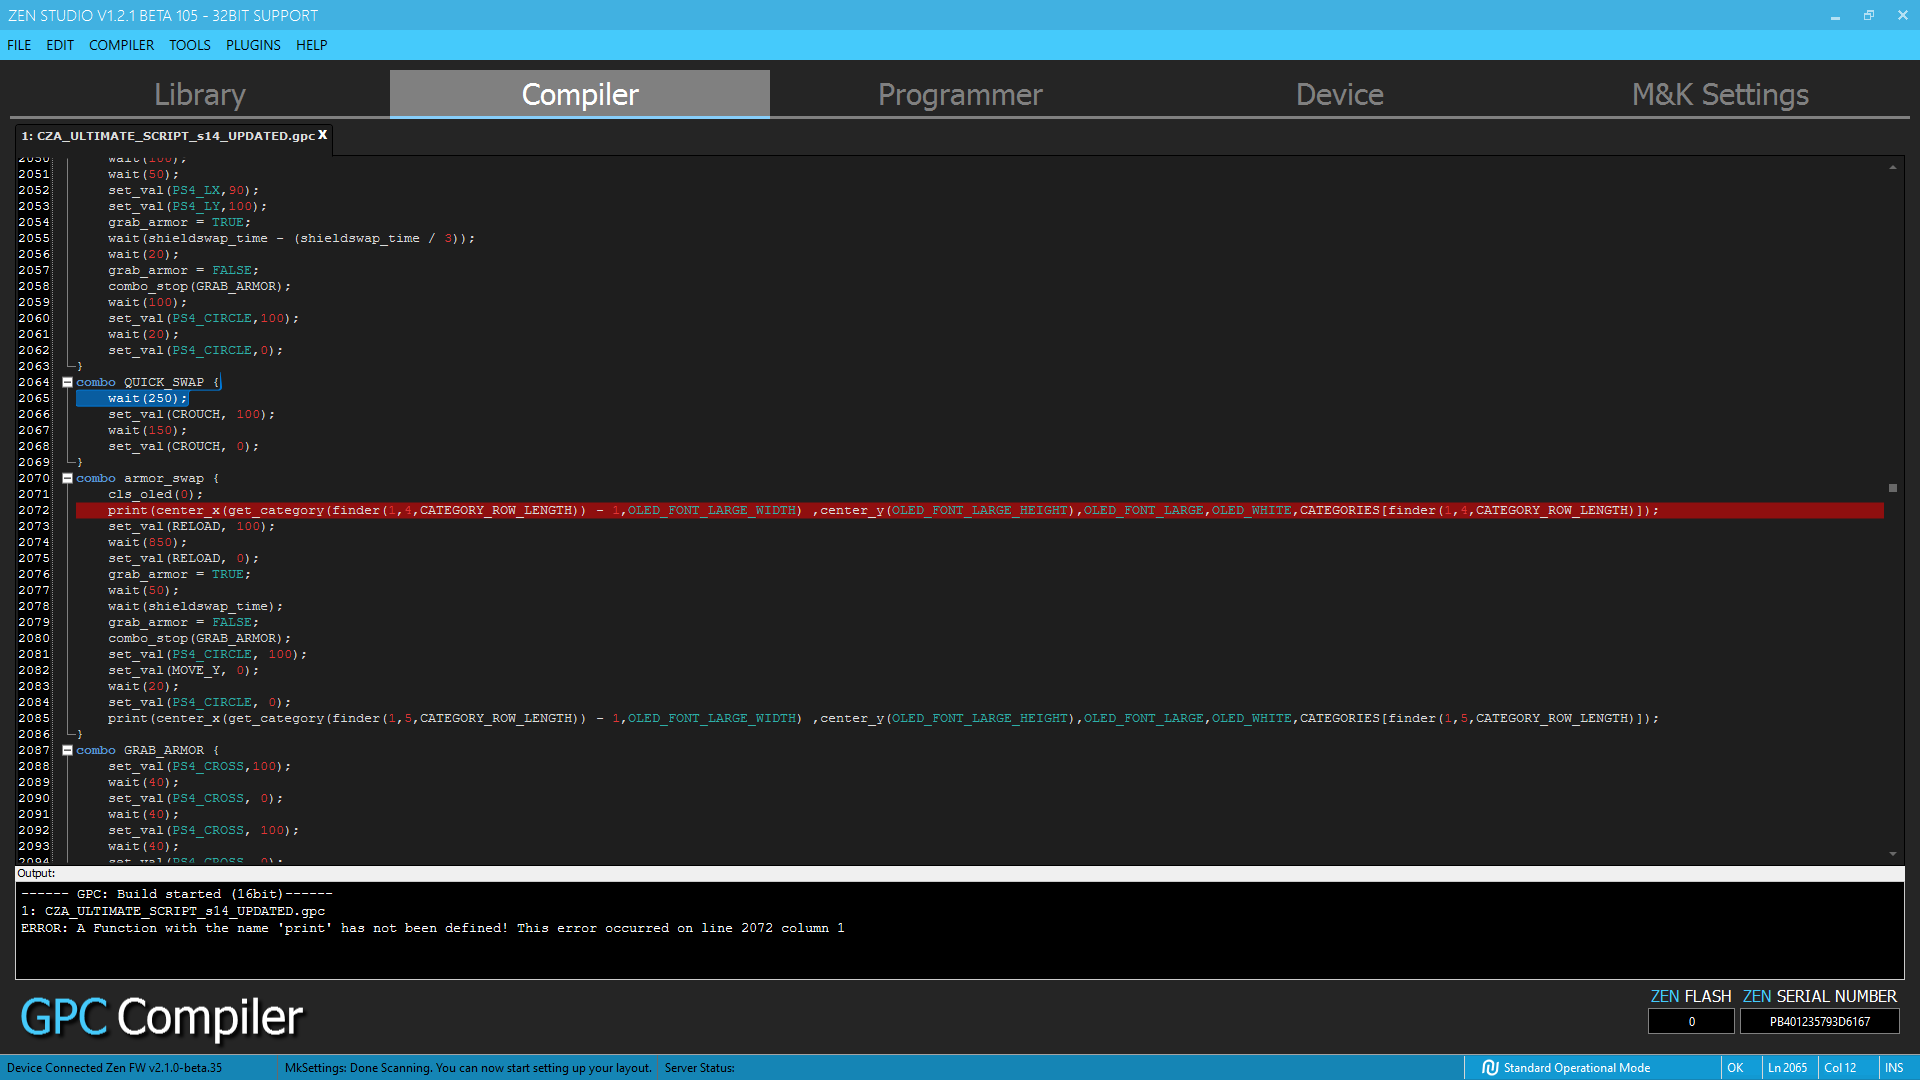 ZEN STUDIO V1.2.1 BETA 105 - 32BIT SUPPORT
FILE EDIT COMPILER TOOLS PLUGINS HELP
Library Compiler Programmer Device M&K Settings
1: CZA_ULTIMATE_SCRIPT_s14_UPDATED.gpc X
2050 wait(100);
2051 wait(50);
2052 set_val(PS4_LX,90);
2053 set_val(PS4_LY,100);
2054 grab_armor = TRUE;
2055 wait(shieldswap_time - (shieldswap_time / 3));
2056 wait(20);
2057 grab_armor = FALSE;
2058 combo_stop(GRAB_ARMOR);
2059 wait(100);
2060 set_val(PS4_CIRCLE,100);
2061 wait(20);
2062 set_val(PS4_CIRCLE,0);
2063 }
2064 combo QUICK_SWAP {
2065 wait(250);
2066 set_val(CROUCH, 100);
2067 wait(150);
2068 set_val(CROUCH, 0);
2069 }
2070 combo armor_swap {
2071 cls_oled(0);
2072 print(center_x(get_category(finder(1,4,CATEGORY_ROW_LENGTH)) - 1,OLED_FONT_LARGE_WIDTH) ,center_y(OLED_FONT_LARGE_HEIGHT),OLED_FONT_LARGE,OLED_WHITE,CATEGORIES[finder(1,4,CATEGORY_ROW_LENGTH)]);
2073 set_val(RELOAD, 100);
2074 wait(850);
2075 set_val(RELOAD, 0);
2076 grab_armor = TRUE;
2077 wait(50);
2078 wait(shieldswap_time);
2079 grab_armor = FALSE;
2080 combo_stop(GRAB_ARMOR);
2081 set_val(PS4_CIRCLE, 100);
2082 set_val(MOVE_Y, 0);
2083 wait(20);
2084 set_val(PS4_CIRCLE, 0);
2085 print(center_x(get_category(finder(1,5,CATEGORY_ROW_LENGTH)) - 1,OLED_FONT_LARGE_WIDTH) ,center_y(OLED_FONT_LARGE_HEIGHT),OLED_FONT_LARGE,OLED_WHITE,CATEGORIES[finder(1,5,CATEGORY_ROW_LENGTH)]);
2086 }
2087 combo GRAB_ARMOR {
2088 set_val(PS4_CROSS,100);
2089 wait(40);
2090 set_val(PS4_CROSS, 0);
2091 wait(40);
2092 set_val(PS4_CROSS, 100);
2093 wait(40);
2094 set_val(PS4_CROSS, 0);
Output:
------ GPC: Build started (16bit)------
1: CZA_ULTIMATE_SCRIPT_s14_UPDATED.gpc
ERROR: A Function with the name 'print' has not been defined! This error occurred on line 2072 column 1
GPC Compiler
ZEN FLASH ZEN SERIAL NUMBER
0 PB401235793D6167
Device Connected Zen FW v2.1.0-beta.35 MkSettings: Done Scanning. You can now start setting up your layout. Server Status: Standard Operational Mode OK Ln 2065 Col 12 INS